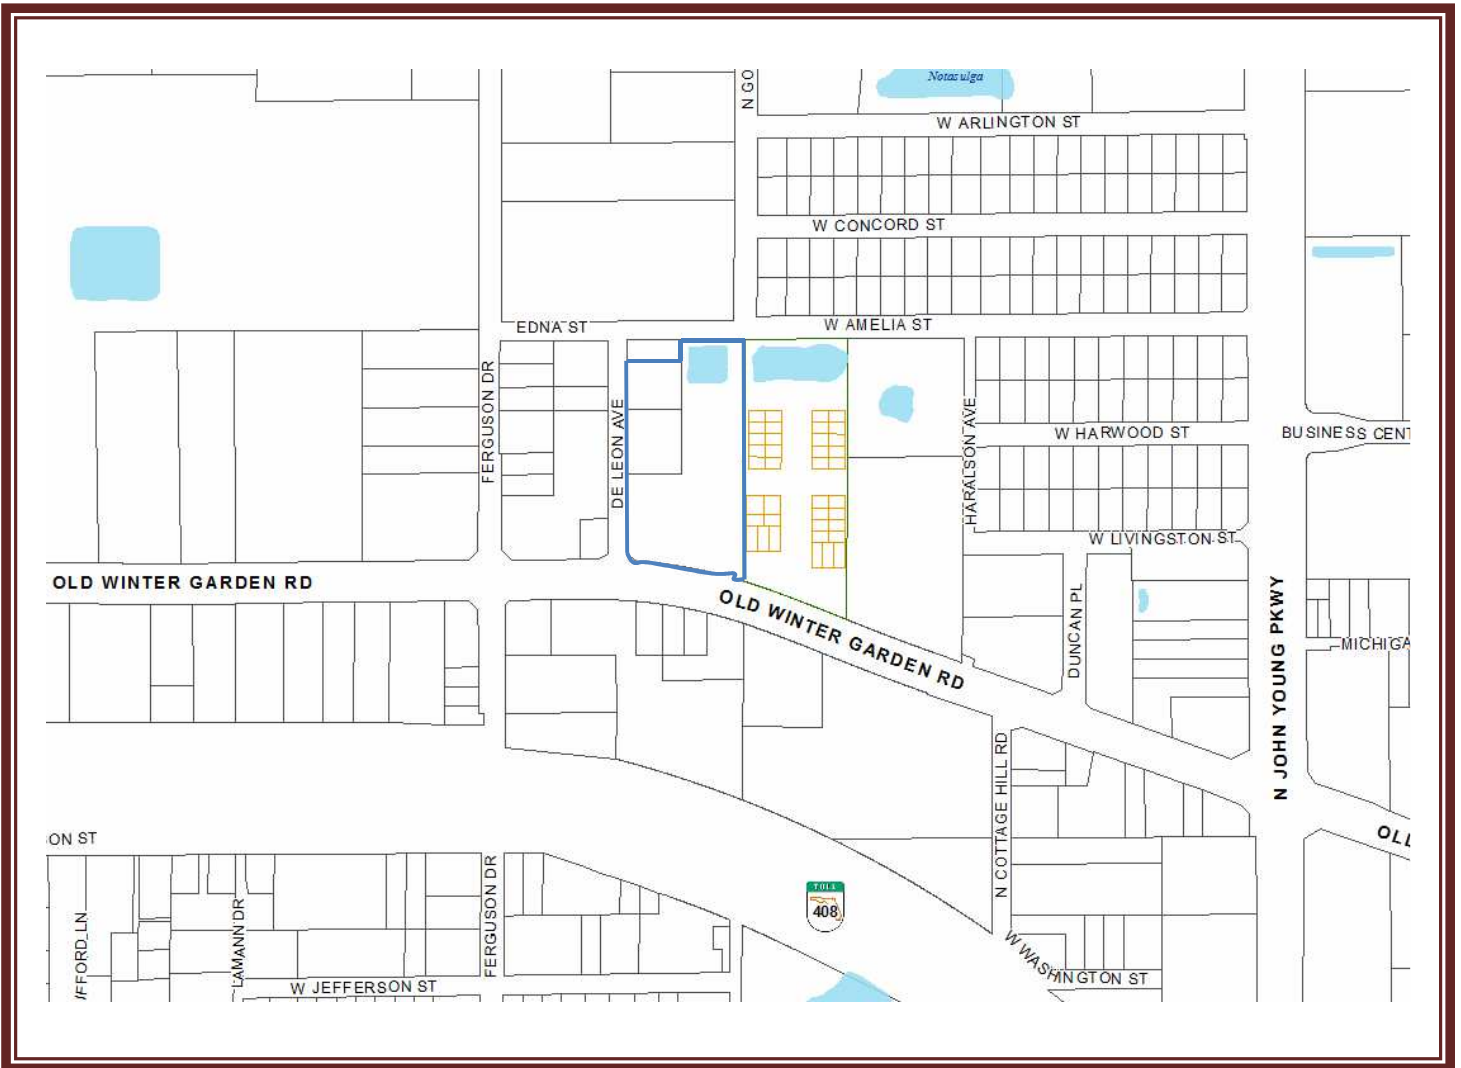 Notasulga
N GO
W ARLINGTON ST
W CONCORD ST
EDNA ST
W AMELIA ST
FERGUSON DR
DE LEON AVE
HARALSON AVE
W HARWOOD ST
BUSINESS CENT
W LIVINGSTON ST
OLD WINTER GARDEN RD
OLD WINTER GARDEN RD
DUNCAN PL
N JOHN YOUNG PKWY
MICHIGA
N COTTAGE HILL RD
ON ST
OLD
TOLL
408
FERGUSON DR
FFORD LN
LAMANN DR
W JEFFERSON ST
W WASHINGTON ST